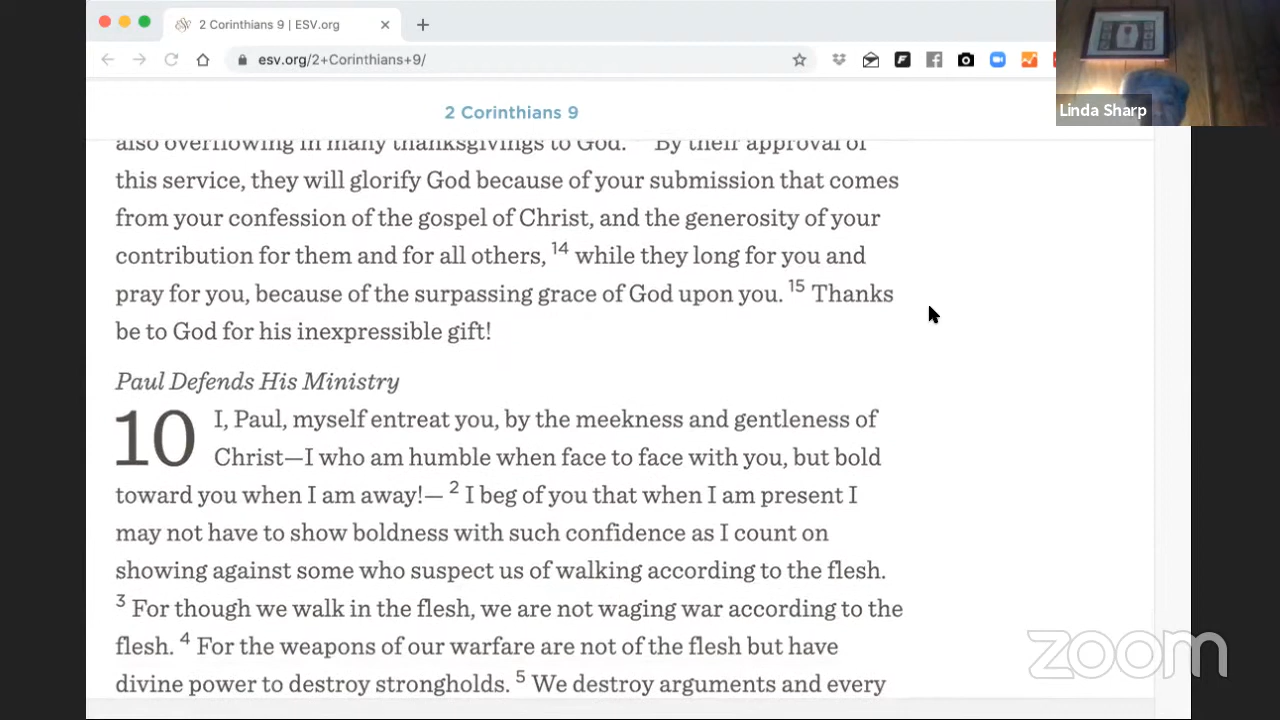 2 Corinthians 9 | ESV.org
esv.org/2+Corinthians+9/
Linda Sharp
2 Corinthians 9
also overflowing in many thanksgivings to God. By their approval of
this service, they will glorify God because of your submission that comes
from your confession of the gospel of Christ, and the generosity of your
contribution for them and for all others, 14 while they long for you and
pray for you, because of the surpassing grace of God upon you. 15 Thanks
be to God for his inexpressible gift!
Paul Defends His Ministry
10 I, Paul, myself entreat you, by the meekness and gentleness of
Christ—I who am humble when face to face with you, but bold
toward you when I am away!— 2 I beg of you that when I am present I
may not have to show boldness with such confidence as I count on
showing against some who suspect us of walking according to the flesh.
3 For though we walk in the flesh, we are not waging war according to the
flesh. 4 For the weapons of our warfare are not of the flesh but have
divine power to destroy strongholds. 5 We destroy arguments and every
zoom